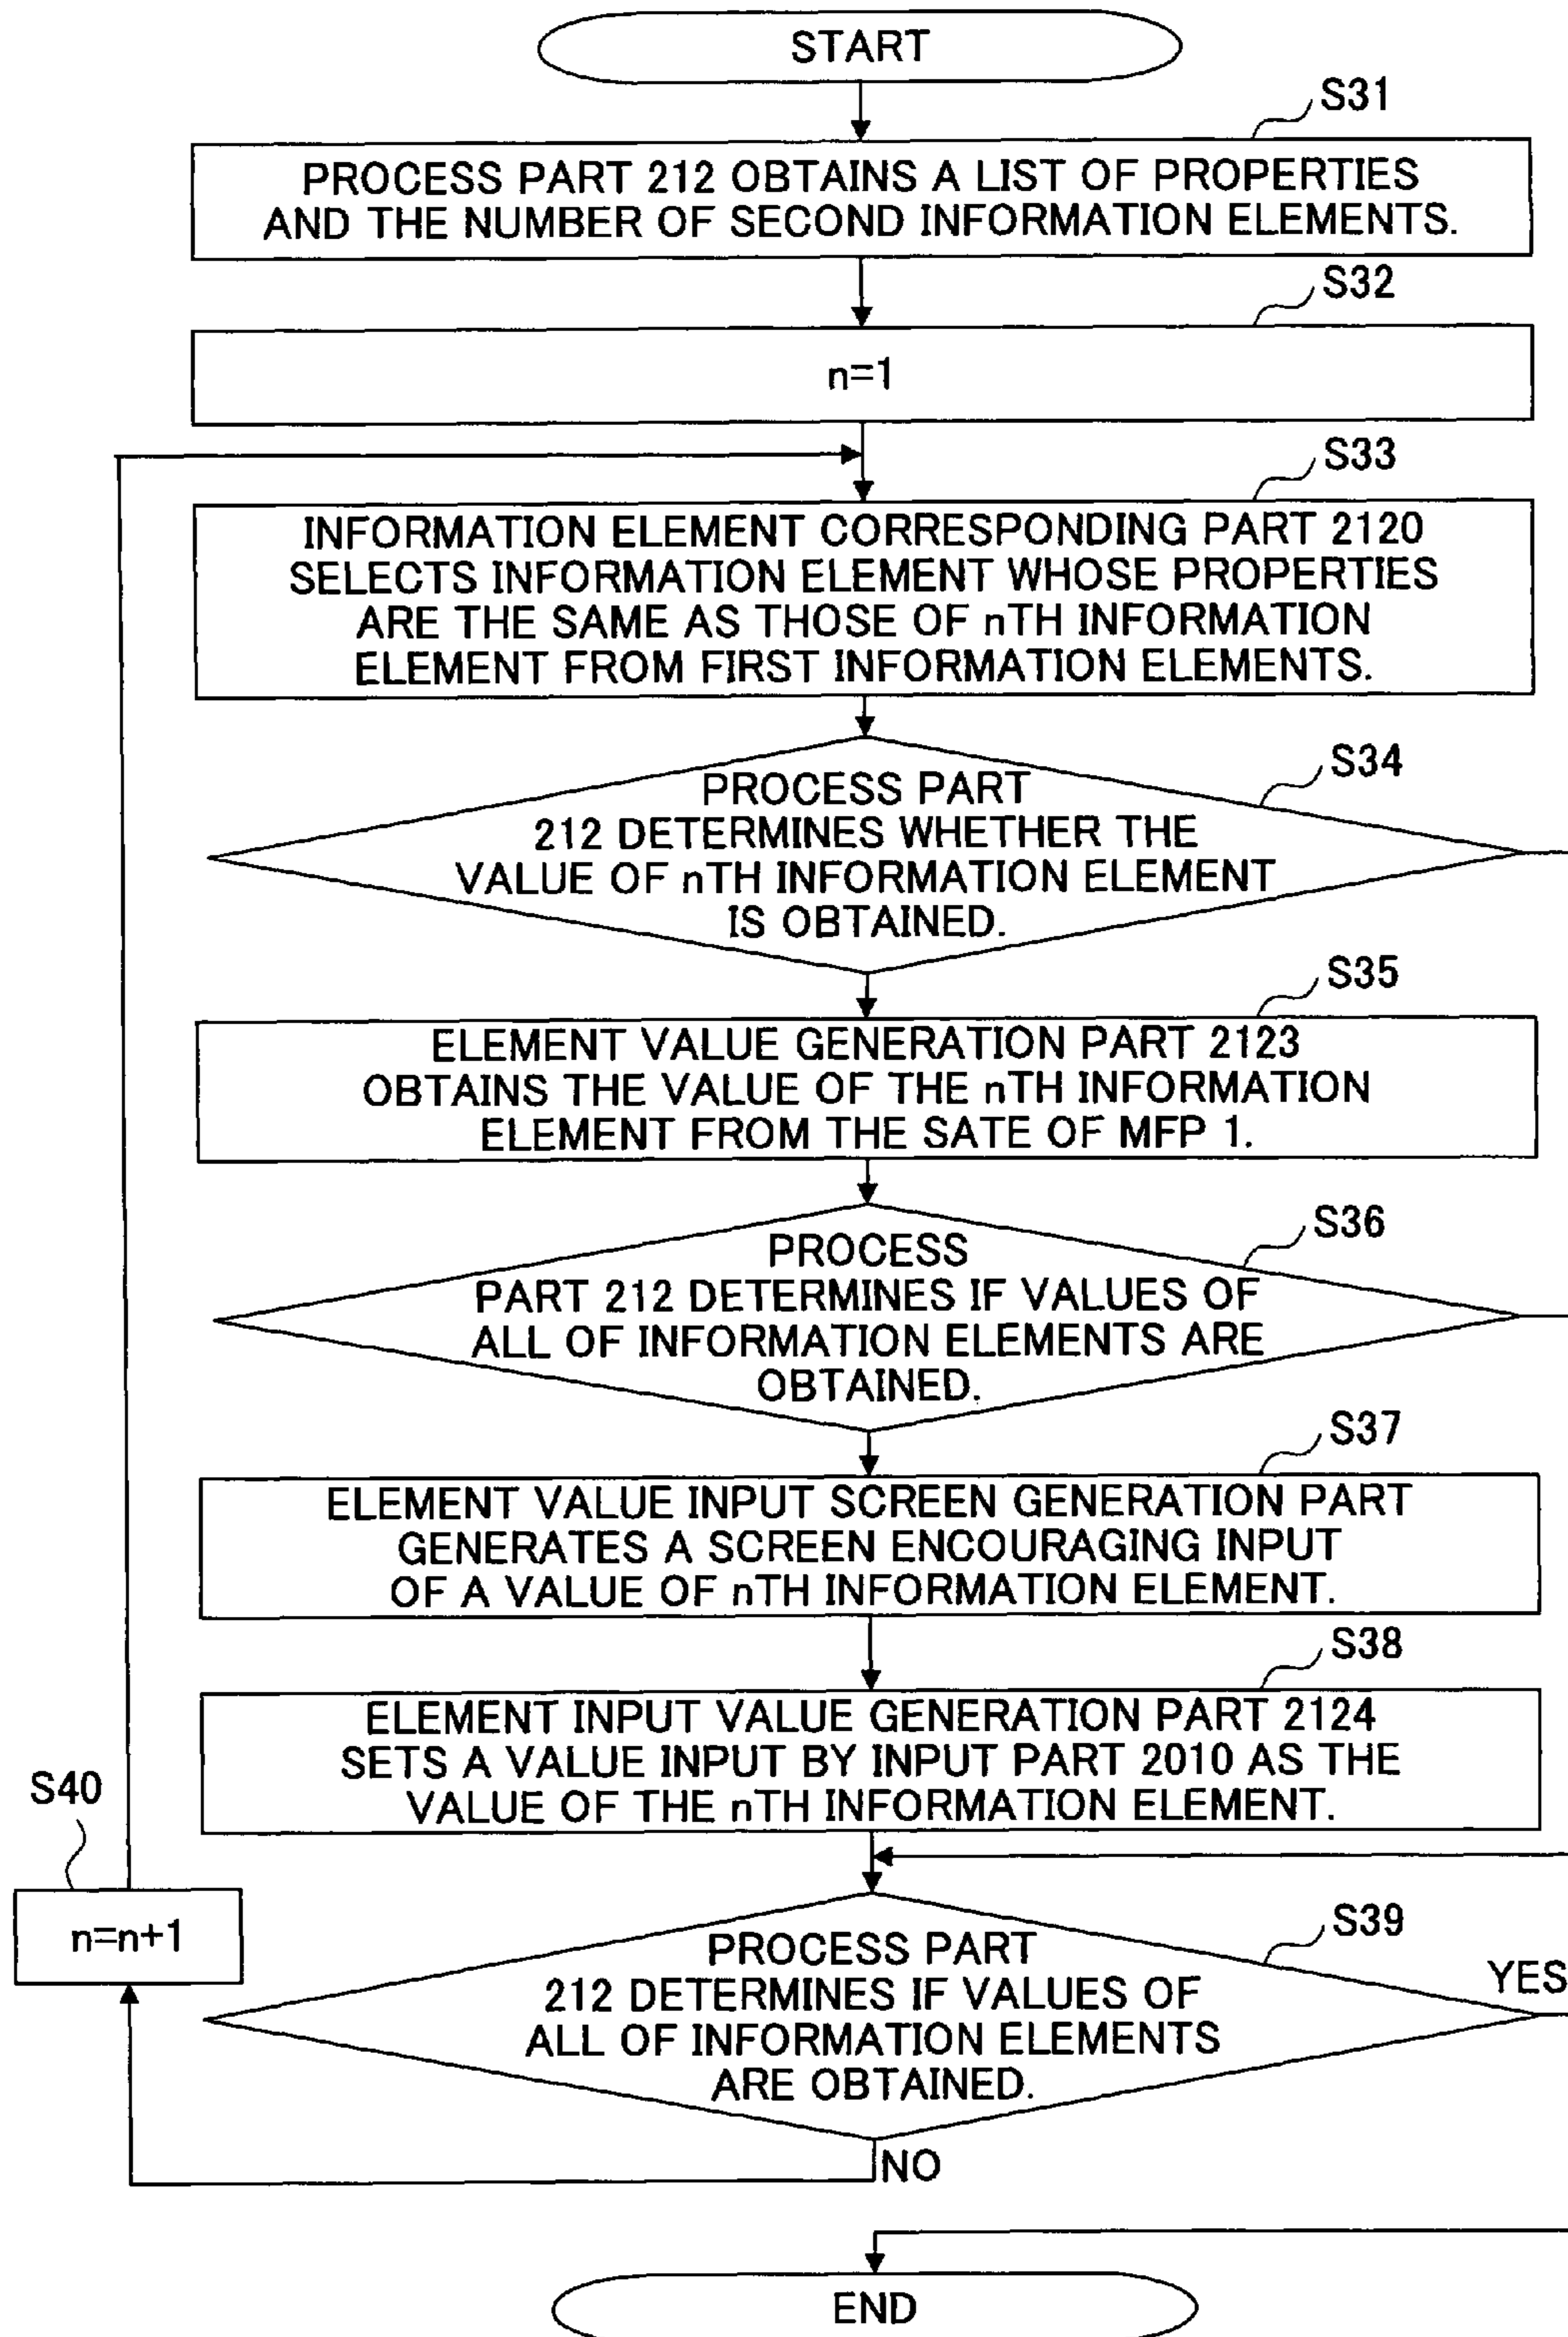 START
S31
PROCESS PART 212 OBTAINS A LIST OF PROPERTIES
AND THE NUMBER OF SECOND INFORMATION ELEMENTS.
S32
n=1
S33
INFORMATION ELEMENT CORRESPONDING PART 2120
SELECTS INFORMATION ELEMENT WHOSE PROPERTIES
ARE THE SAME AS THOSE OF nTH INFORMATION
ELEMENT FROM FIRST INFORMATION ELEMENTS.
S34
PROCESS PART
212 DETERMINES WHETHER THE
VALUE OF nTH INFORMATION ELEMENT
IS OBTAINED.
S35
ELEMENT VALUE GENERATION PART 2123
OBTAINS THE VALUE OF THE nTH INFORMATION
ELEMENT FROM THE SATE OF MFP 1.
S36
PROCESS
PART 212 DETERMINES IF VALUES OF
ALL OF INFORMATION ELEMENTS ARE
OBTAINED.
S37
ELEMENT VALUE INPUT SCREEN GENERATION PART
GENERATES A SCREEN ENCOURAGING INPUT
OF A VALUE OF nTH INFORMATION ELEMENT.
S38
ELEMENT INPUT VALUE GENERATION PART 2124
SETS A VALUE INPUT BY INPUT PART 2010 AS THE
VALUE OF THE nTH INFORMATION ELEMENT.
S40
n=n+1
S39
PROCESS PART
212 DETERMINES IF VALUES OF
ALL OF INFORMATION ELEMENTS
ARE OBTAINED.
YES
NO
END